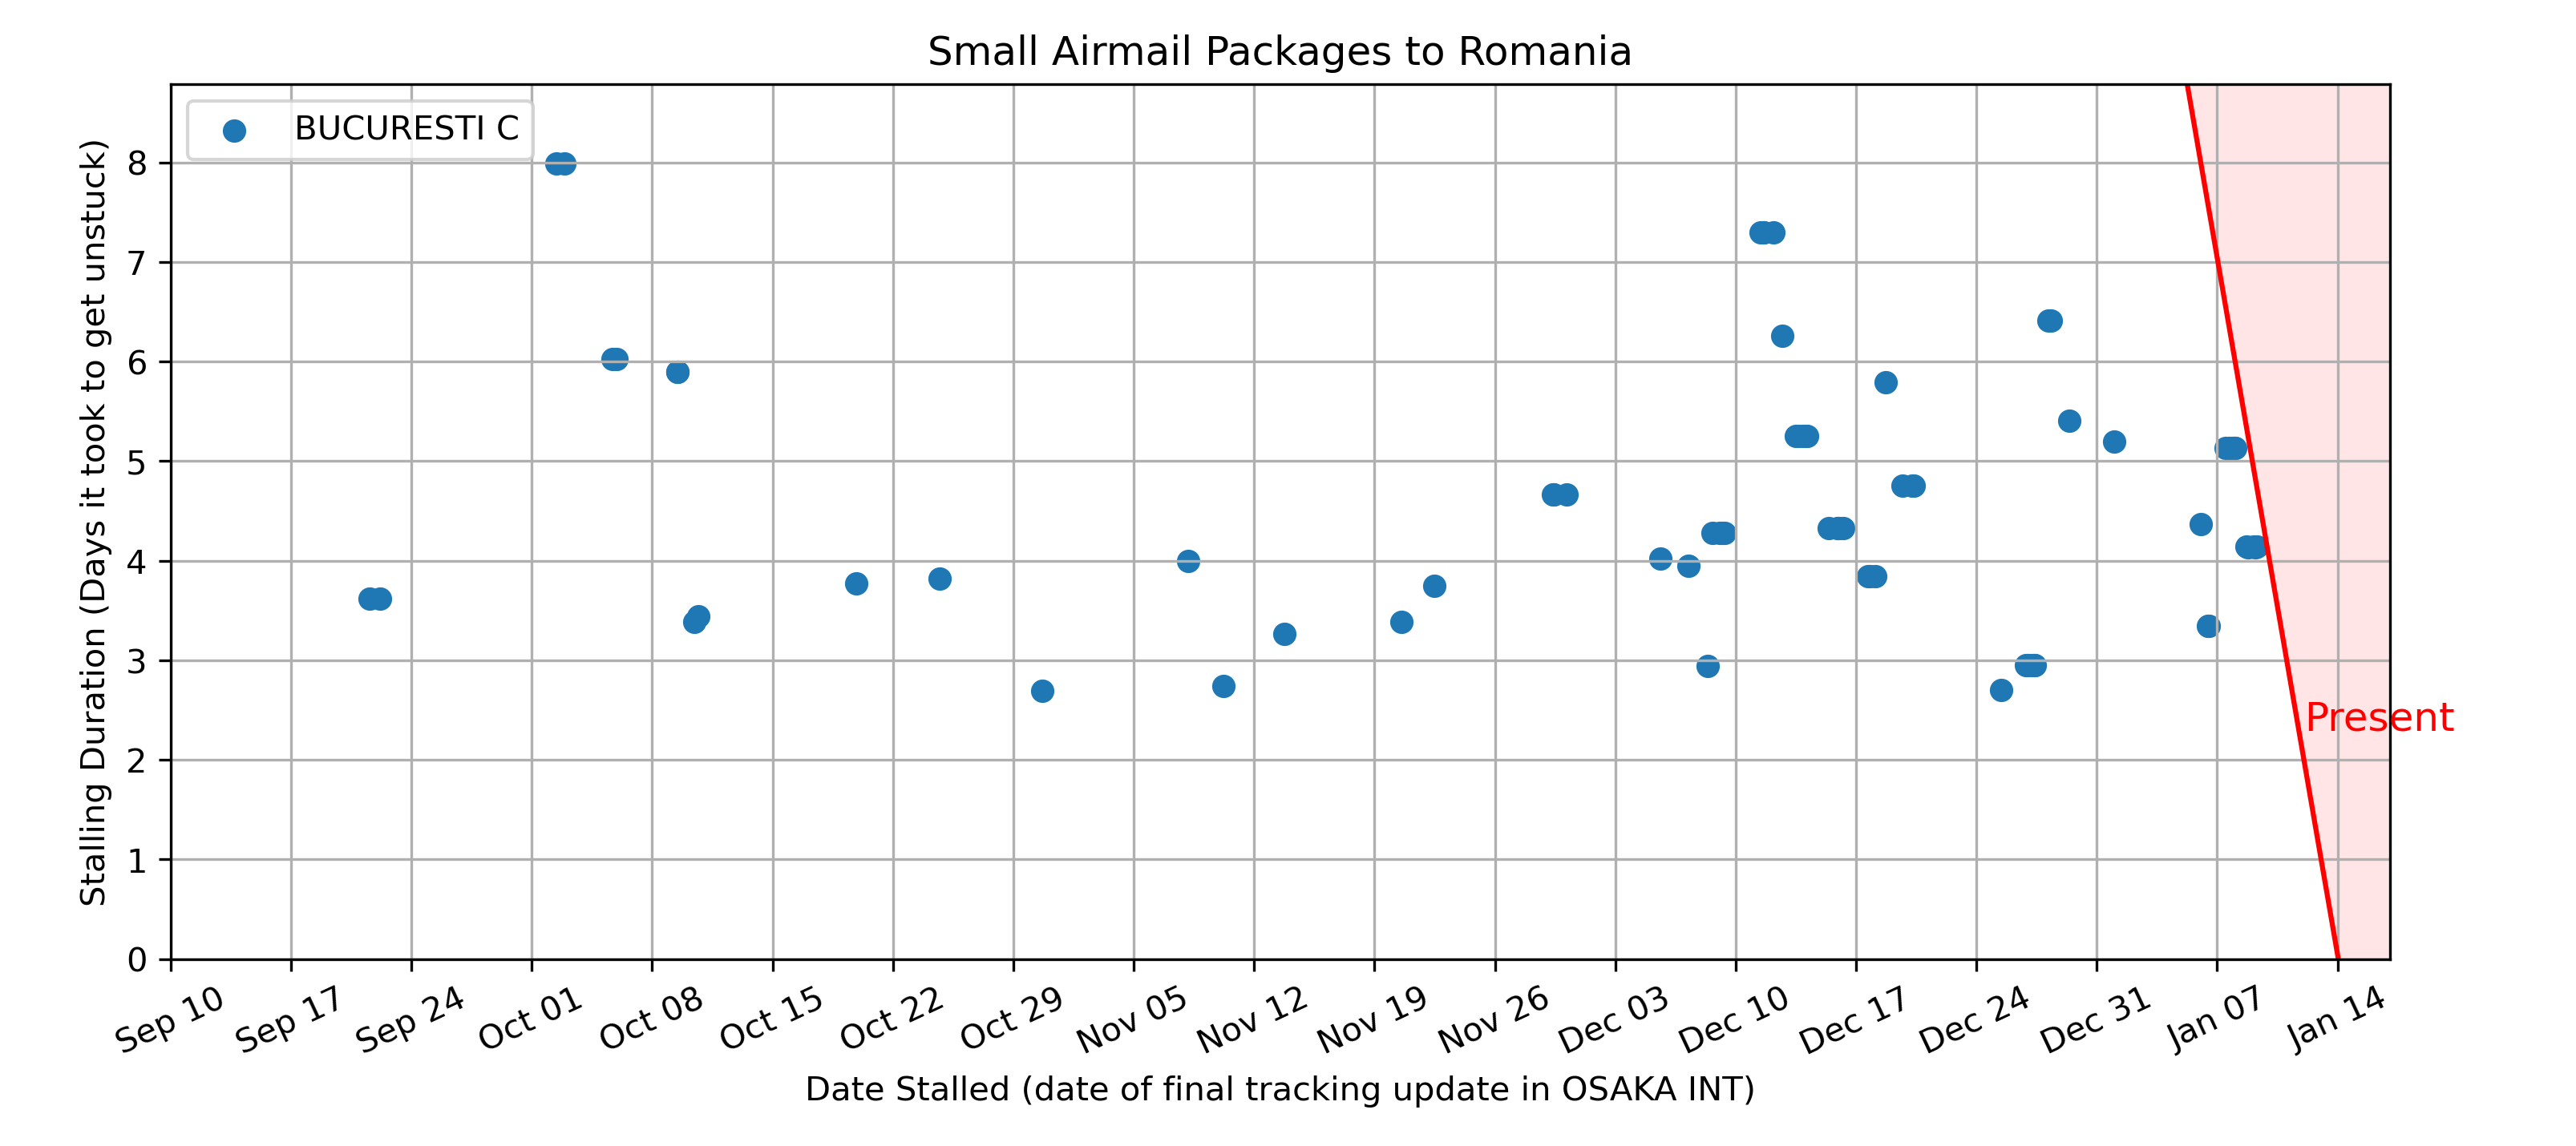 Small Airmail Packages to Romania
BUCURESTI C
Stalling Duration (Days it took to get unstuck)
8
7
6
5
4
3
2
1
0
Present
Sep 10
Sep 17
Sep 24
Oct 01
Oct 08
Oct 15
Oct 22
Oct 29
Nov 05
Nov 12
Nov 19
Nov 26
Dec 03
Dec 10
Dec 17
Dec 24
Dec 31
Jan 07
Jan 14
Date Stalled (date of final tracking update in OSAKA INT)